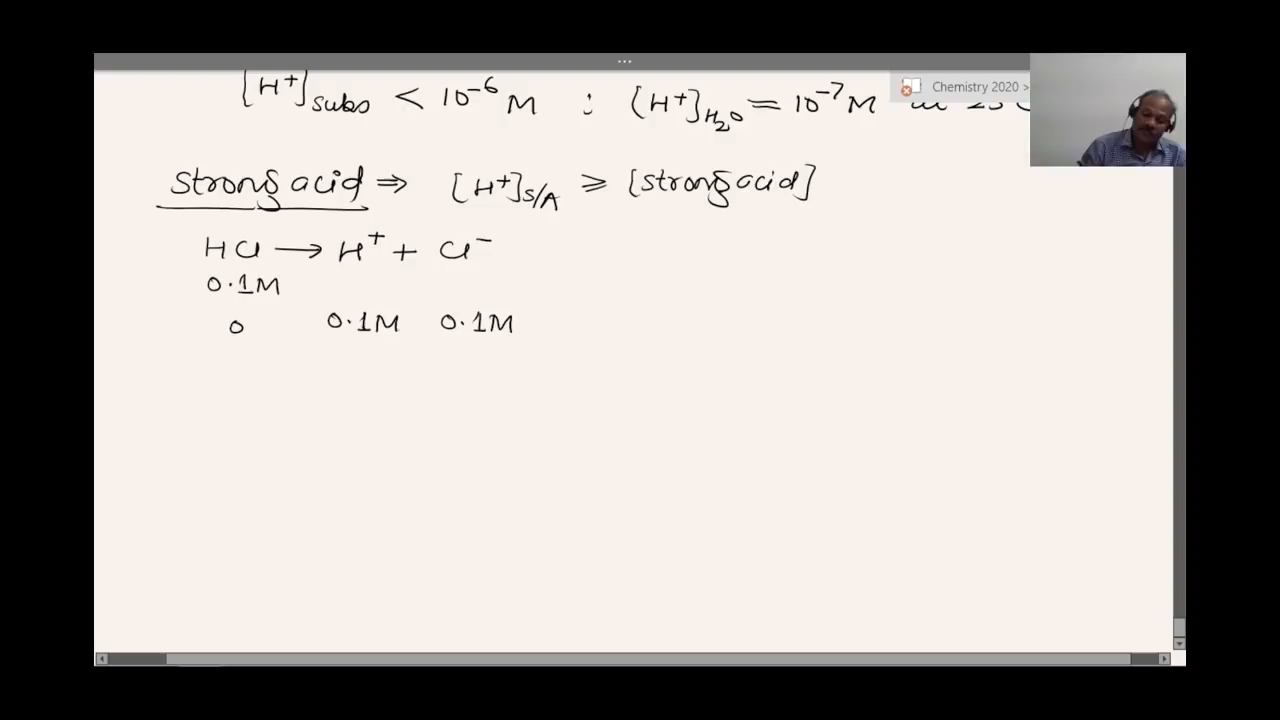 Chemistry 2020 >
[H⁺]subs < 10⁻⁶ M : [H⁺]H₂O = 10⁻⁷ M
strong acid ⇒ [H⁺]S/A ⩾ [strong acid]
HCl ⟶ H⁺ + Cl⁻
0.1M
0 0.1M 0.1M